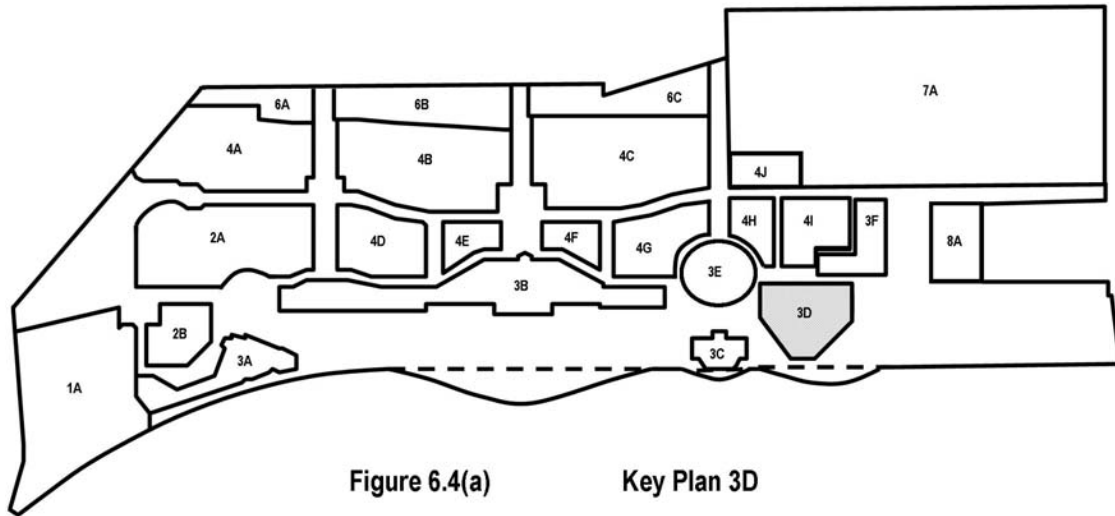 7A
6A
6B
6C
4A
4B
4C
4J
2A
4D
4E
4F
4G
4H
4I
3F
8A
3E
3B
3D
2B
3A
3C
1A
Figure 6.4(a) Key Plan 3D